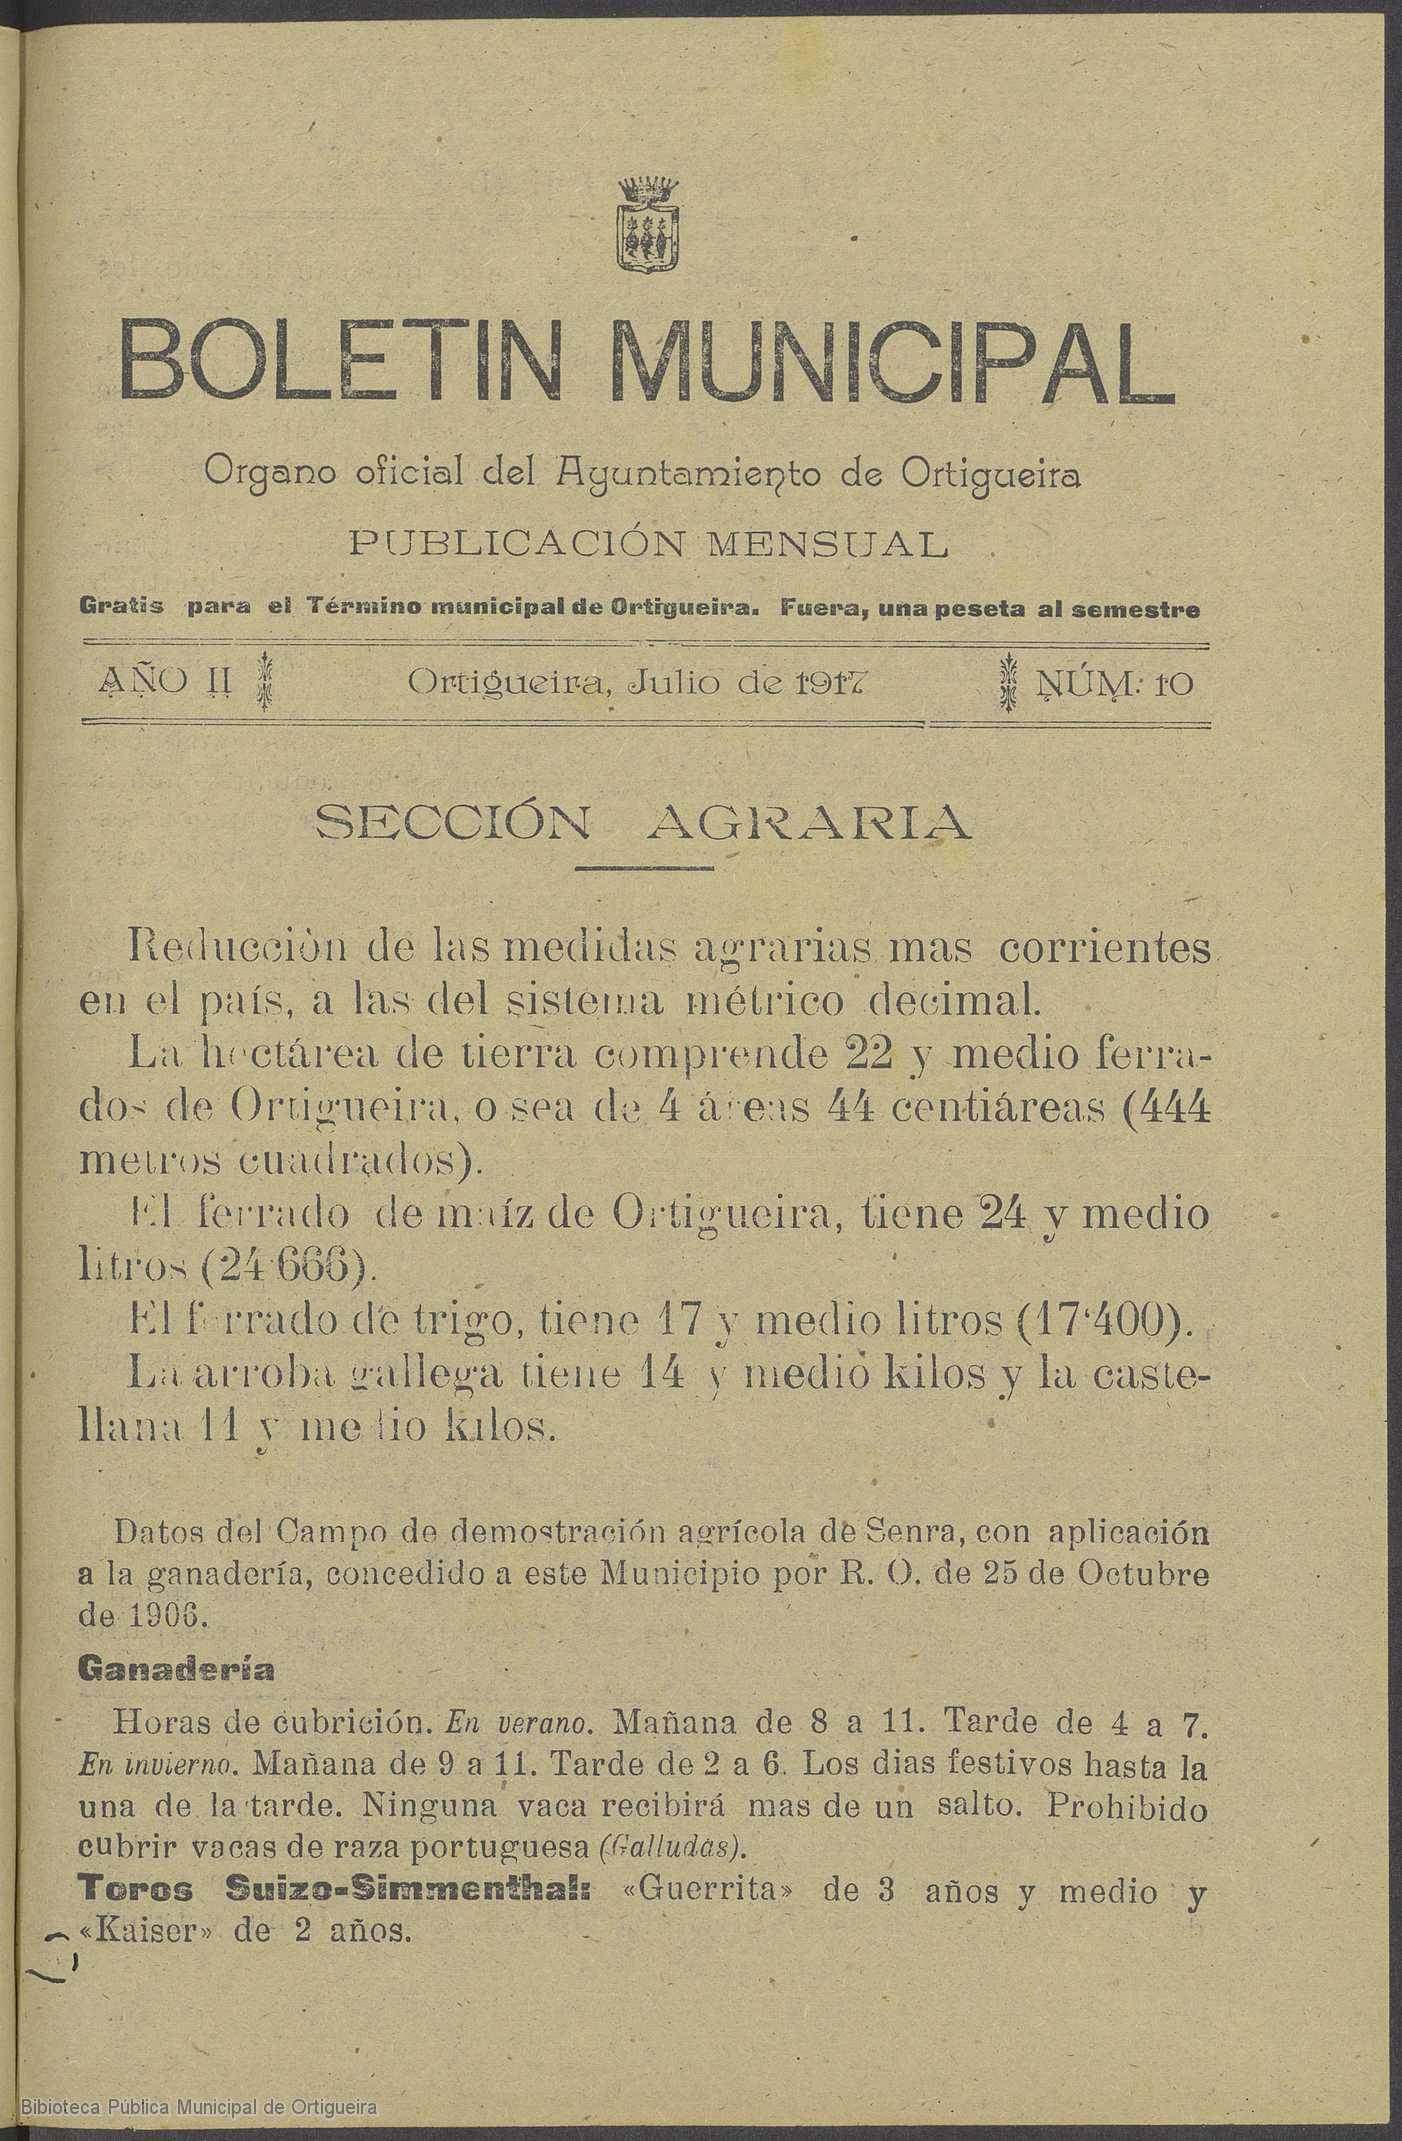 BOLETIN MUNICIPAL
Organo oficial del Ayuntamiento de Ortigueira
PUBLICACIÓN MENSUAL
Gratis para el Término municipal de Ortigueira. Fuera, una peseta al semestre
AÑO II Ortigueira, Julio de 1917 NÚM. 10
SECCIÓN AGRARIA
Reducciòn de las medidas agrarias mas corrientes
en el país, a las del sistema métrico decimal.
La hectárea de tierra comprende 22 y medio ferra-
dos de Ortigueira, o sea de 4 áreas 44 centiáreas (444
metros cuadrados).
El ferrado de maíz de Ortigueira, tiene 24 y medio
litros (24'666).
El ferrado de trigo, tiene 17 y medio litros (17'400).
La arroba gallega tiene 14 y medio kilos y la caste-
llana 11 y medio kilos.
Datos del Campo de demostración agrícola de Senra, con aplicación
a la ganadería, concedido a este Municipio por R. O. de 25 de Octubre
de 1906.
Ganadería
Horas de cubrición. En verano. Mañana de 8 a 11. Tarde de 4 a 7.
En invierno. Mañana de 9 a 11. Tarde de 2 a 6. Los dias festivos hasta la
una de la tarde. Ninguna vaca recibirá mas de un salto. Prohibido
cubrir vacas de raza portuguesa (Galludas).
Toros Suizo-Simmenthal: «Guerrita» de 3 años y medio y
«Kaiser» de 2 años.
Bibioteca Pública Municipal de Ortigueira